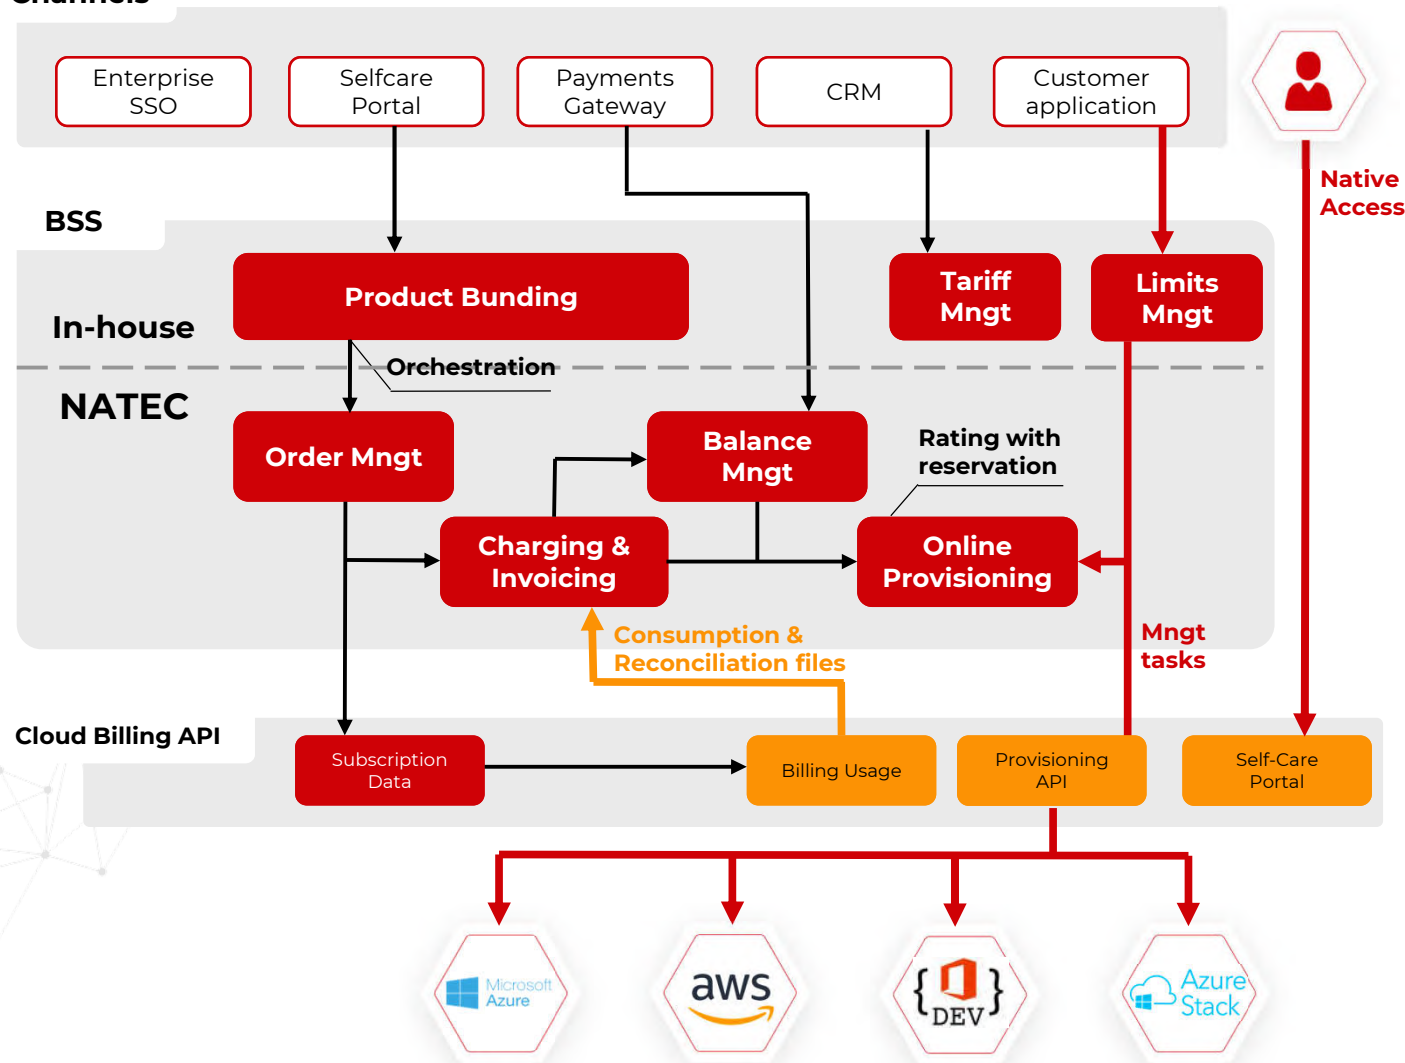 Channels
Enterprise
SSO
Selfcare
Portal
Payments
Gateway
CRM
Customer
application
Native
Access
BSS
Product Bunding
Tariff
Mngt
Limits
Mngt
In-house
Orchestration
NATEC
Order Mngt
Balance
Mngt
Rating with
reservation
Charging &
Invoicing
Online
Provisioning
Consumption &
Reconciliation files
Mngt
tasks
Cloud Billing API
Subscription
Data
Billing Usage
Provisioning
API
Self-Care
Portal
Microsoft
Azure
aws
{ DEV }
Azure
Stack